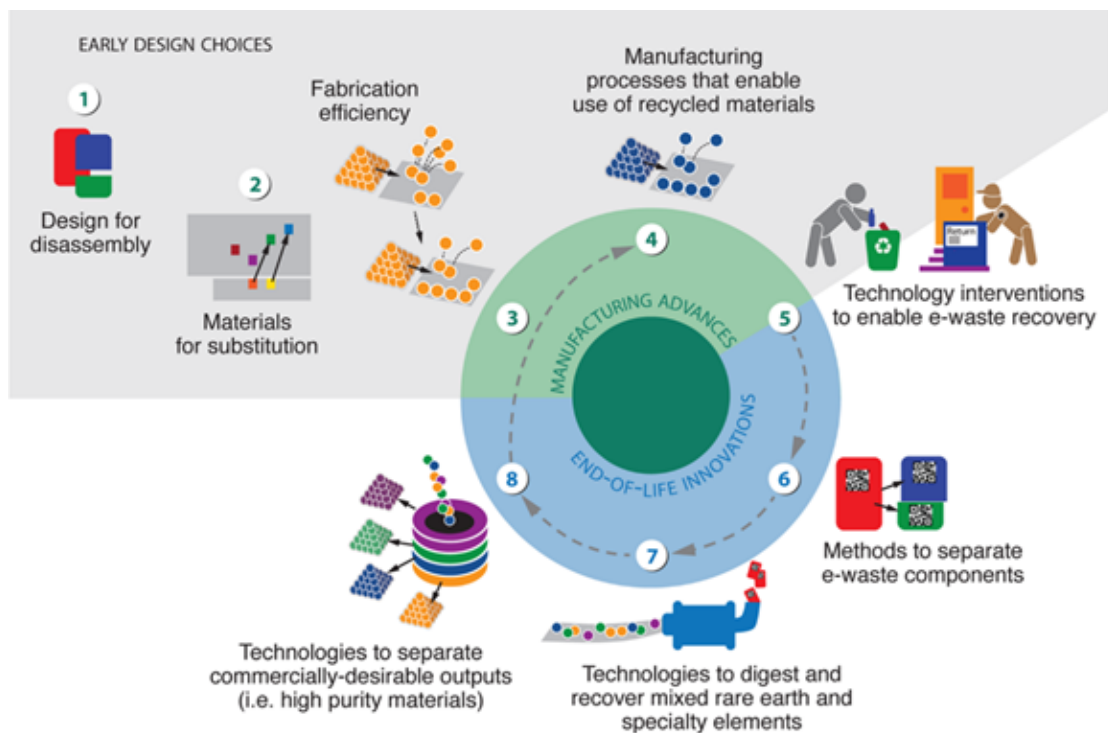 EARLY DESIGN CHOICES
1
Design for
disassembly
2
Materials
for substitution
Fabrication
efficiency
3
Manufacturing
processes that enable
use of recycled materials
4
Return
Technology interventions
to enable e-waste recovery
5
MANUFACTURING ADVANCES
END-OF-LIFE INNOVATIONS
6
Methods to separate
e-waste components
7
Technologies to digest and
recover mixed rare earth and
specialty elements
8
Technologies to separate
commercially-desirable outputs
(i.e. high purity materials)